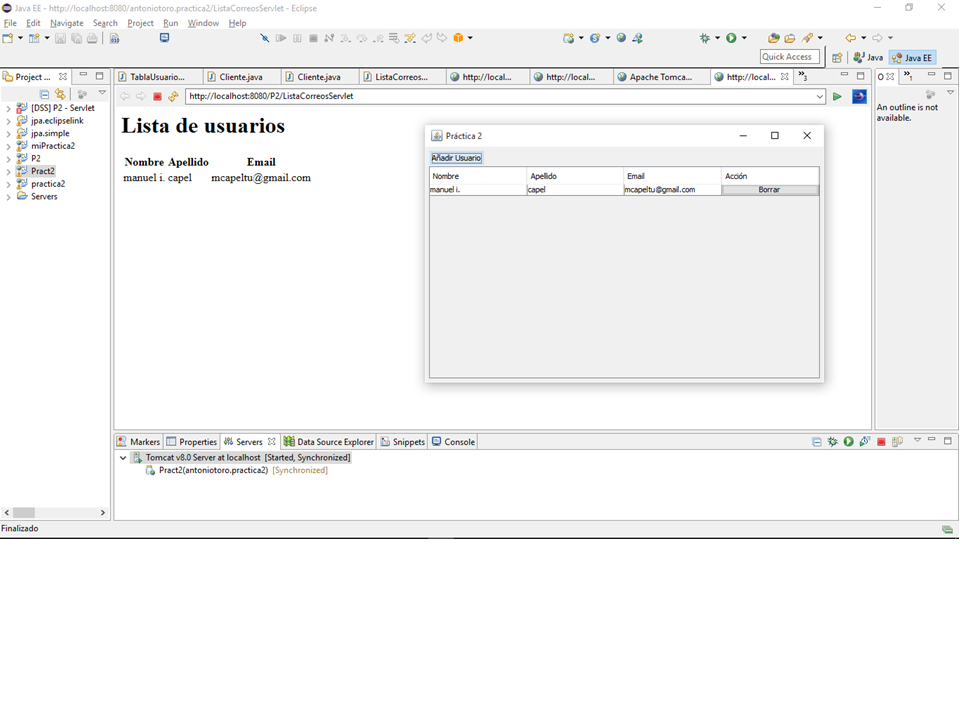 Java EE - http://localhost:8080/antoniotoro.practica2/ListaCorreosServlet - Eclipse
File Edit Navigate Search Project Run Window Help
Quick Access
Java
Java EE
Project ...
TablaUsuario...
Cliente.java
Cliente.java
ListaCorreos...
http://local...
http://local...
Apache Tomca...
http://local...
3
O
1
http://localhost:8080/P2/ListaCorreosServlet
An outline is not
available.
[DSS] P2 - Servlet
jpa.eclipselink
jpa.simple
miPractica2
P2
Pract2
practica2
Servers
Lista de usuarios
Nombre Apellido Email
manuel i. capel mcapeltu@gmail.com
Práctica 2
Añadir Usuario
Nombre Apellido Email Acción
manuel i. capel mcapeltu@gmail.com Borrar
Markers Properties Servers Data Source Explorer Snippets Console
Tomcat v8.0 Server at localhost [Started, Synchronized]
Pract2(antoniotoro.practica2) [Synchronized]
Finalizado